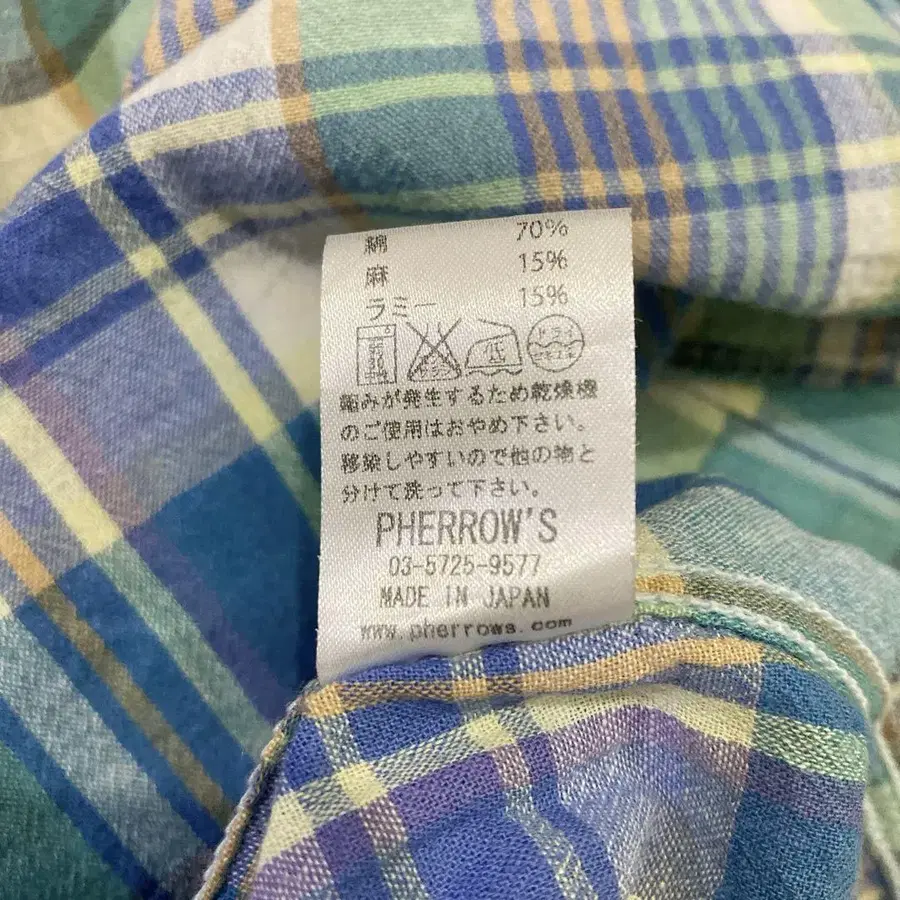 綿 70%
麻 15%
ラミー 15%
ドライ
縮みが発生するため乾燥機
のご使用はおやめ下さい。
移染しやすいので他の物と
分けて洗って下さい。
PHERROW'S
03-5725-9577
MADE IN JAPAN
www.pherrows.com